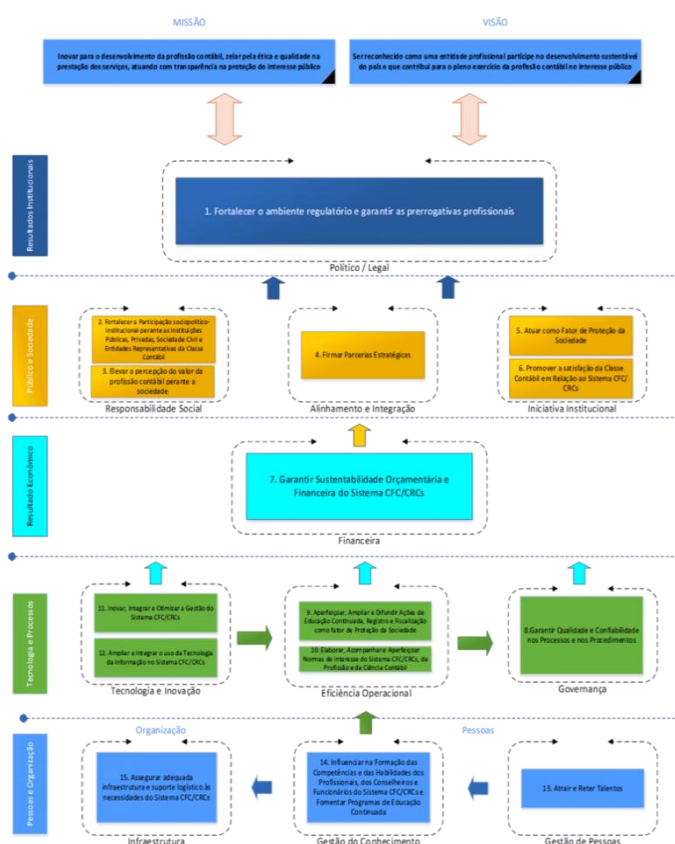 MISSÃO
VISÃO
Inovar para o desenvolvimento da profissão contábil, zelar pela ética e qualidade na
prestação dos serviços, atuando com transparência na proteção do interesse público
Ser reconhecido como uma entidade profissional partícipe no desenvolvimento sustentável
do país e que contribui para o pleno exercício da profissão contábil no interesse público
Resultados Institucionais
1. Fortalecer o ambiente regulatório e garantir as prerrogativas profissionais
Político / Legal
Público e Sociedade
2. Fortalecer a Participação sociopolítico-
institucional perante as Instituições
Públicas, Privadas, Sociedade Civil e
Entidades Representativas da Classe
Contábil
3. Elevar a percepção do valor da
profissão contábil perante a
sociedade
Responsabilidade Social
4. Firmar Parcerias Estratégicas
Alinhamento e Integração
5. Atuar como Fator de Proteção da
Sociedade
6. Promover a satisfação da Classe
Contábil em Relação ao Sistema CFC/
CRCs
Iniciativa Institucional
Resultado Econômico
7. Garantir Sustentabilidade Orçamentária e
Financeira do Sistema CFC/CRCs
Financeira
Tecnologia e Processos
11. Inovar, Integrar e Otimizar a Gestão do
Sistema CFC/CRCs
12. Ampliar e integrar o uso da Tecnologia
da Informação no Sistema CFC/CRCs
Tecnologia e Inovação
9. Aperfeiçoar, Ampliar e Difundir Ações de
Educação Continuada, Registro e Fiscalização
como fator de Proteção da Sociedade
10. Elaborar, Acompanhar e Aperfeiçoar
Normas de Interesse do Sistema CFC/CRCs, da
Profissão e da Ciência Contábil
Eficiência Operacional
8.Garantir Qualidade e Confiabilidade
nos Processos e nos Procedimentos
Governança
Pessoas e Organização
Organização
Pessoas
15. Assegurar adequada
infraestrutura e suporte logístico às
necesidades do Sistema CFC/CRCs
Infraestrutura
14. Influenciar na Formação das
Competências e das Habilidades dos
Profissionais, dos Conselheiros e
Funcionários do Sistema CFC/CRCs e
Fomentar Programas de Educação
Continuada
Gestão do Conhecimento
13. Atrair e Reter Talentos
Gestão de Pessoas